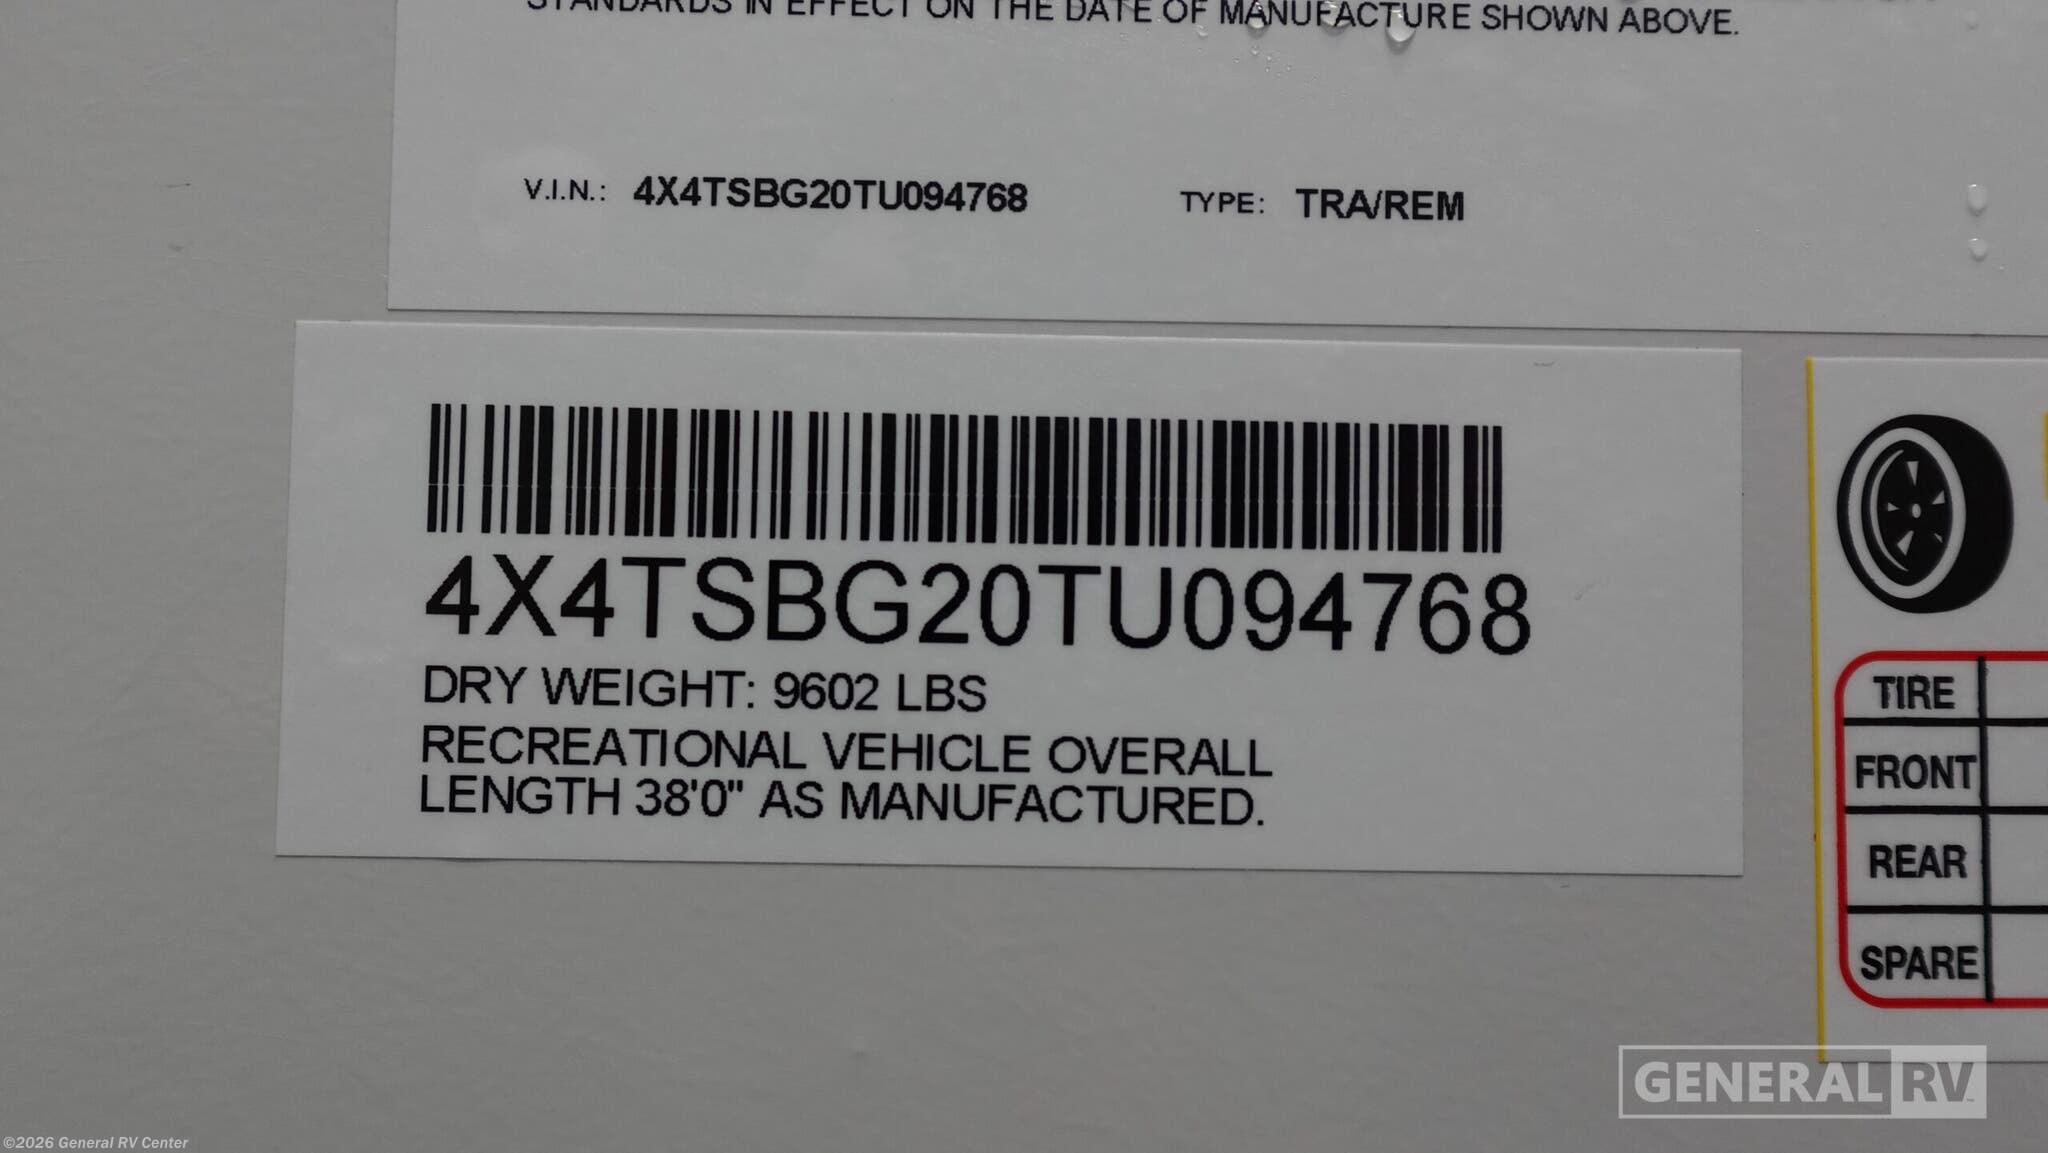 STANDARDS IN EFFECT ON THE DATE OF MANUFACTURE SHOWN ABOVE.
V.I.N.: 4X4TSBG20TU094768 TYPE: TRA/REM
4X4TSBG20TU094768
DRY WEIGHT: 9602 LBS
RECREATIONAL VEHICLE OVERALL
LENGTH 38'0" AS MANUFACTURED.
TIRE
FRONT
REAR
SPARE
GENERAL RV
©2026 General RV Center